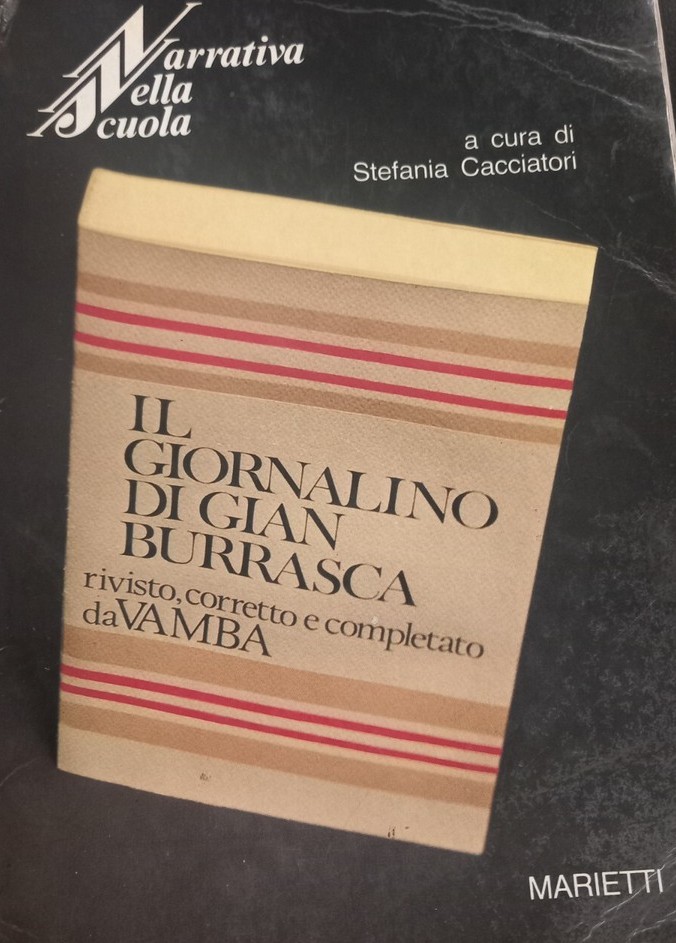 Narrativa
Nella
Scuola
a cura di
Stefania Cacciatori
IL
GIORNALINO
DI GIAN
BURRASCA
rivisto, corretto e completato
da VAMBA
MARIETTI